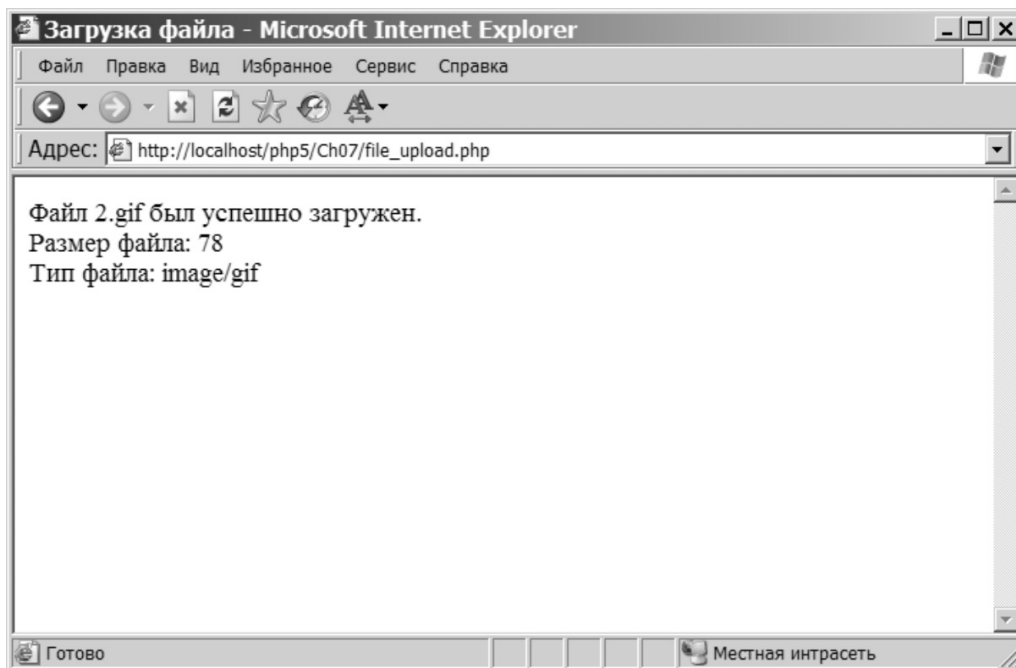 Загрузка файла - Microsoft Internet Explorer
Файл Правка Вид Избранное Сервис Справка
Адрес: http://localhost/php5/Ch07/file_upload.php
Файл 2.gif был успешно загружен.
Размер файла: 78
Тип файла: image/gif
Готово Местная интрасеть